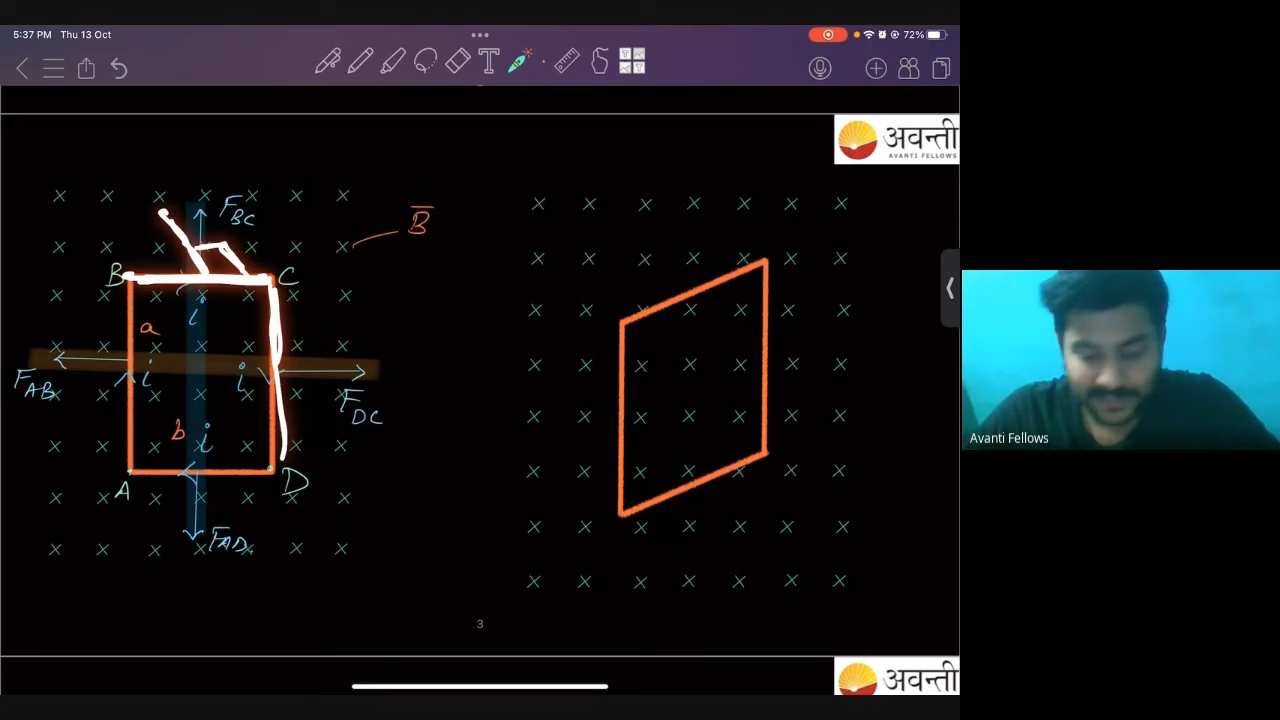 5:37 PM Thu 13 Oct
72%
अवन्ती
AVANTI FELLOWS
F_BC
B̅
B
C
i
a
i
i
F_AB
F_DC
b
i
A
D
F_AD
Avanti Fellows
3
अवन्ती